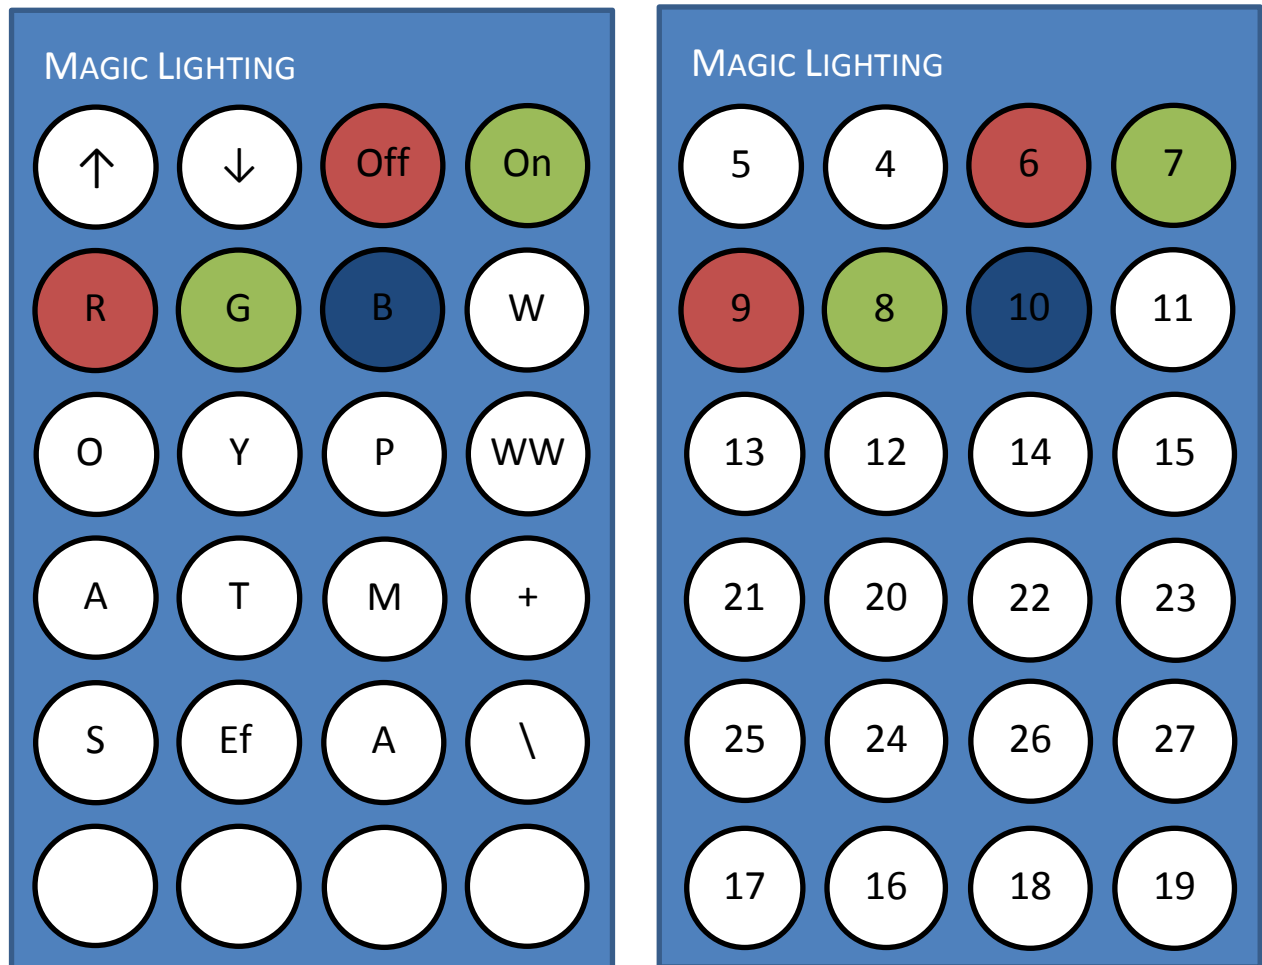 MAGIC LIGHTING
↑ ↓ Off On
R G B W
O Y P WW
A T M +
S Ef A \
MAGIC LIGHTING
5 4 6 7
9 8 10 11
13 12 14 15
21 20 22 23
25 24 26 27
17 16 18 19